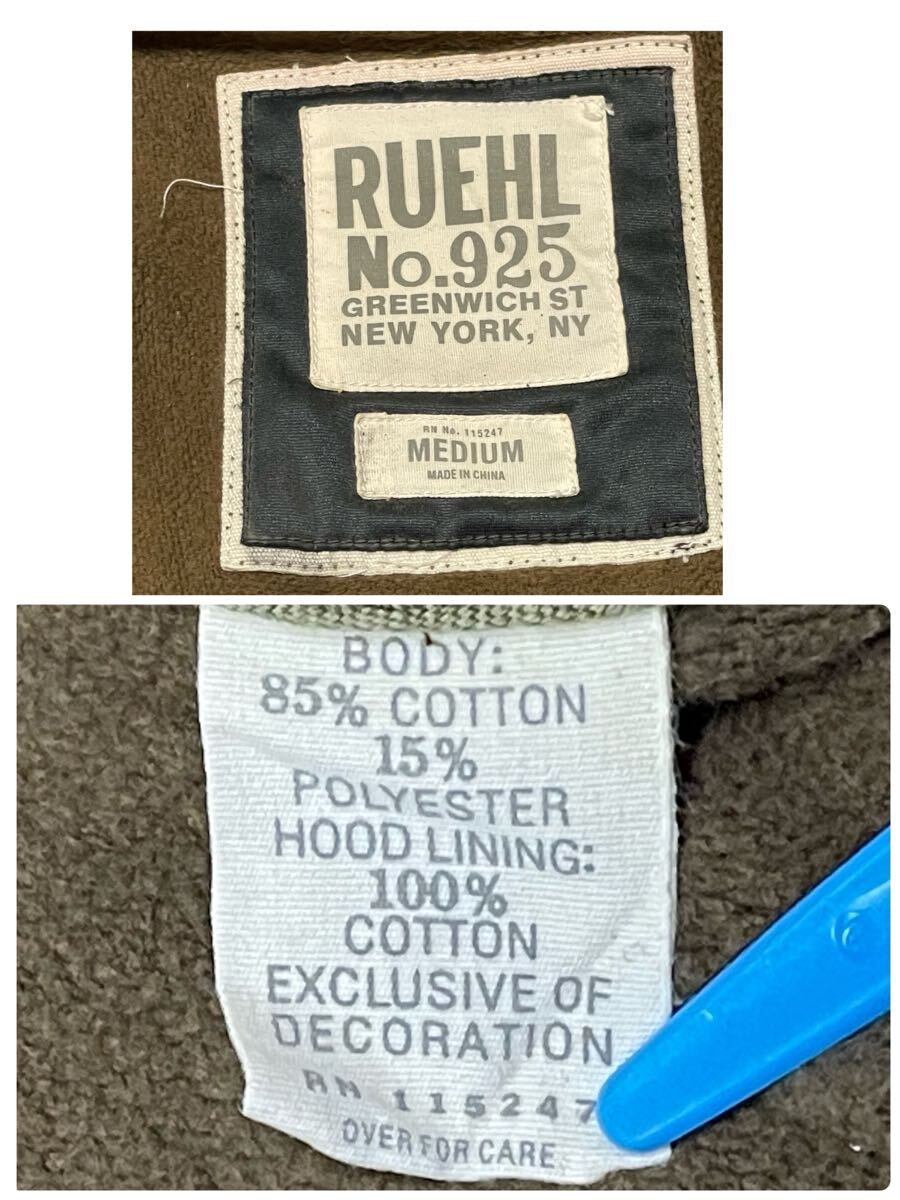 RUEHL
No.925
GREENWICH ST
NEW YORK, NY
RN No. 115247
MEDIUM
MADE IN CHINA
BODY:
85% COTTON
15%
POLYESTER
HOOD LINING:
100%
COTTON
EXCLUSIVE OF
DECORATION
RN 115247
OVER FOR CARE